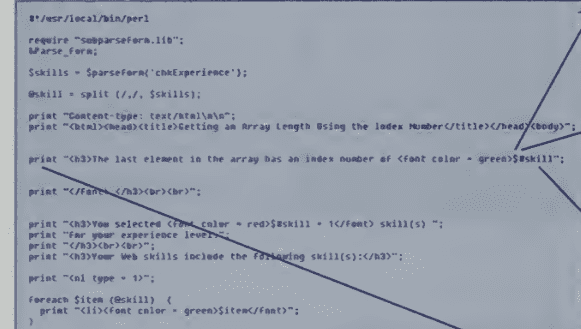 #!/usr/local/bin/perl
require "subparseform.lib";
&Parse_Form;
$skills = $parseform{'chkExperience'};
@skill = split (/,/, $skills);
print "Content-type: text/html\n\n";
print "<html><head><title>Getting an Array Length Using the Index Number</title></head><body>";
print "<h3>The last element in the array has an index number of <font color = green>$#skill";
print "</font> </h3><br><br>";
print "<h3>You selected <font color = red>$#skill + 1</font> skill(s) ";
print "for your experience level.";
print "</h3><br><br>";
print "<h3>Your Web skills include the following skill(s):</h3>";
print "<ul type = 1>";
foreach $item (@skill) {
print "<li><font color = green>$item</font>";
}